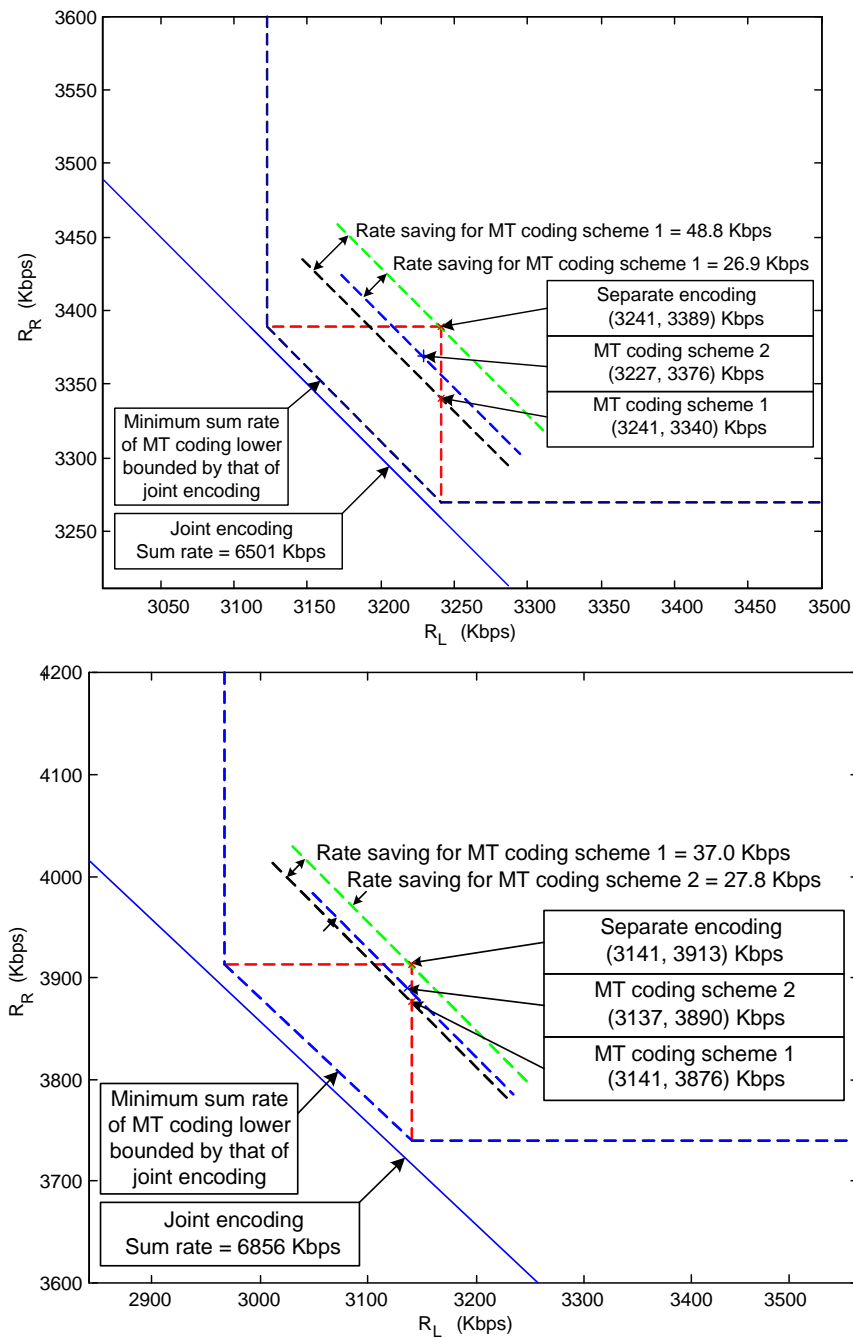 3600
3550
3500
3450
3400
3350
3300
3250
R_R (Kbps)
Rate saving for MT coding scheme 1 = 48.8 Kbps
Rate saving for MT coding scheme 1 = 26.9 Kbps
Separate encoding
(3241, 3389) Kbps
MT coding scheme 2
(3227, 3376) Kbps
MT coding scheme 1
(3241, 3340) Kbps
Minimum sum rate
of MT coding lower
bounded by that of
joint encoding
Joint encoding
Sum rate = 6501 Kbps
3050 3100 3150 3200 3250 3300 3350 3400 3450 3500
R_L (Kbps)
4200
4100
4000
3900
3800
3700
3600
R_R (Kbps)
Rate saving for MT coding scheme 1 = 37.0 Kbps
Rate saving for MT coding scheme 2 = 27.8 Kbps
Separate encoding
(3141, 3913) Kbps
MT coding scheme 2
(3137, 3890) Kbps
MT coding scheme 1
(3141, 3876) Kbps
Minimum sum rate
of MT coding lower
bounded by that of
joint encoding
Joint encoding
Sum rate = 6856 Kbps
2900 3000 3100 3200 3300 3400 3500
R_L (Kbps)